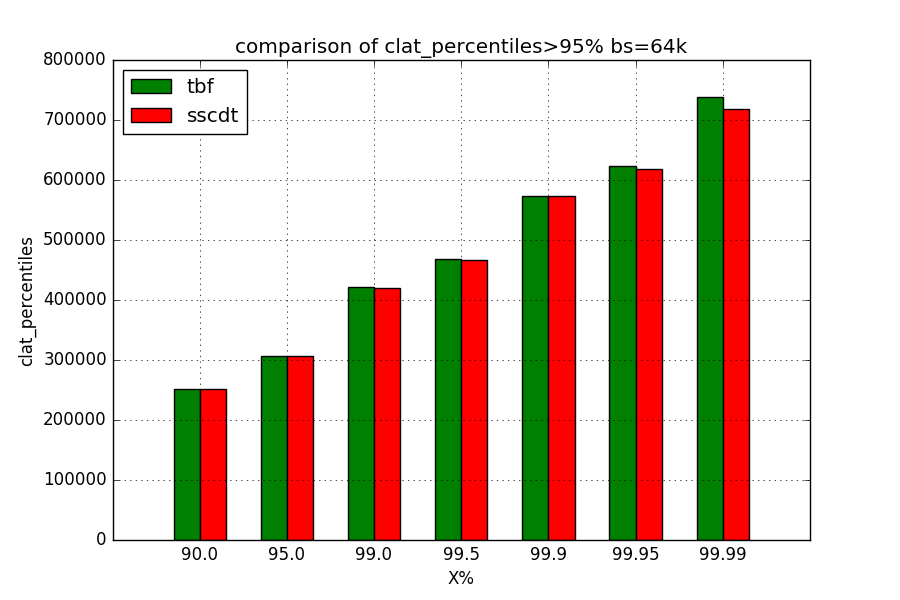 comparison of clat_percentiles>95% bs=64k
800000
700000
600000
500000
400000
300000
200000
100000
0
clat_percentiles
tbf
sscdt
90.0 95.0 99.0 99.5 99.9 99.95 99.99
X%